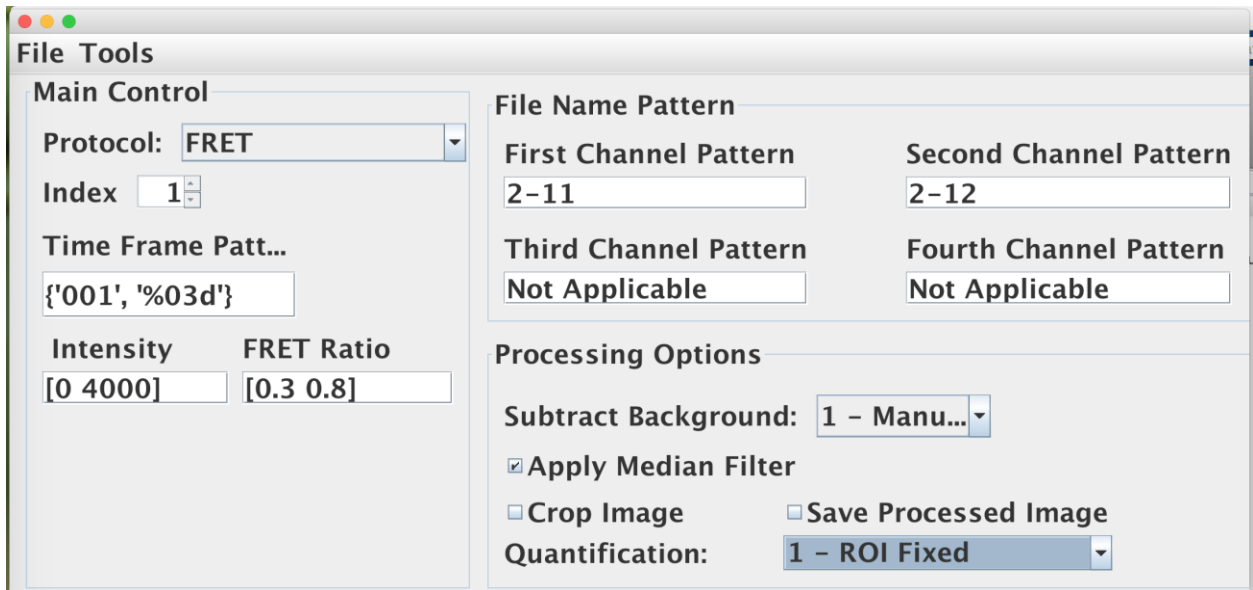 File Tools
Main Control
Protocol: FRET
Index 1
Time Frame Patt...
{'001', '%03d'}
Intensity FRET Ratio
[0 4000] [0.3 0.8]
File Name Pattern
First Channel Pattern Second Channel Pattern
2-11 2-12
Third Channel Pattern Fourth Channel Pattern
Not Applicable Not Applicable
Processing Options
Subtract Background: 1 - Manu...
Apply Median Filter
Crop Image Save Processed Image
Quantification: 1 - ROI Fixed